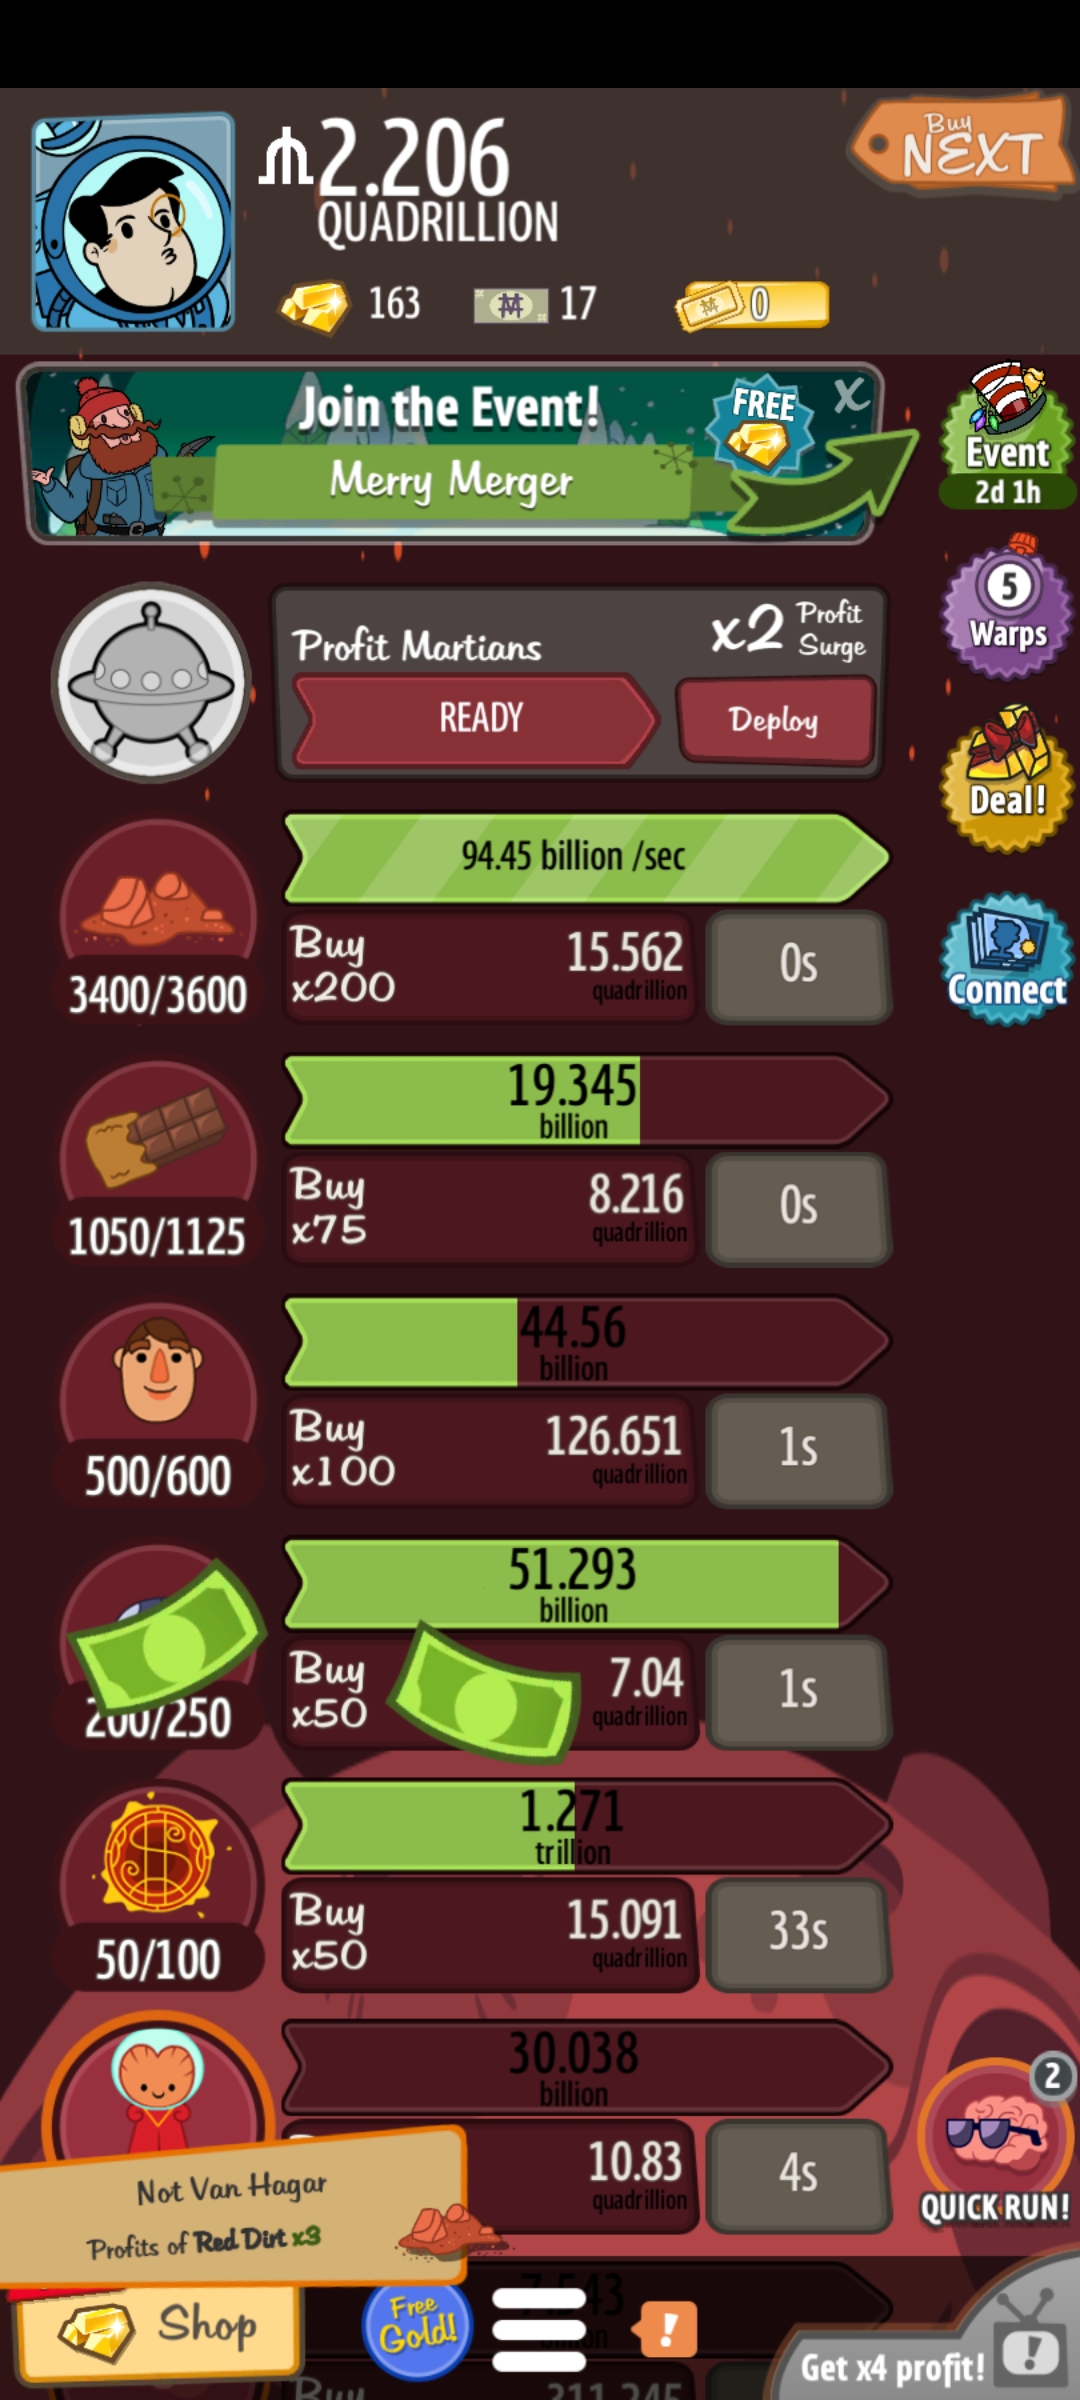 2.206
QUADRILLION
Buy
NEXT
163
17
0
Join the Event!
Merry Merger
FREE
X
Event
2d 1h
5
Warps
Profit Martians
x2 Profit Surge
READY
Deploy
Deal!
94.45 billion /sec
Buy
x200
15.562
quadrillion
0s
3400/3600
Connect
19.345
billion
Buy
x75
8.216
quadrillion
0s
1050/1125
44.56
billion
Buy
x100
126.651
quadrillion
1s
500/600
51.293
billion
Buy
x50
7.04
quadrillion
1s
200/250
1.271
trillion
Buy
x50
15.091
quadrillion
33s
50/100
30.038
billion
10.83
quadrillion
4s
2
QUICK RUN!
Not Van Hagar
Profits of Red Dirt x3
Shop
Free
Gold!
!
Get x4 profit!
!
Buy
311.245